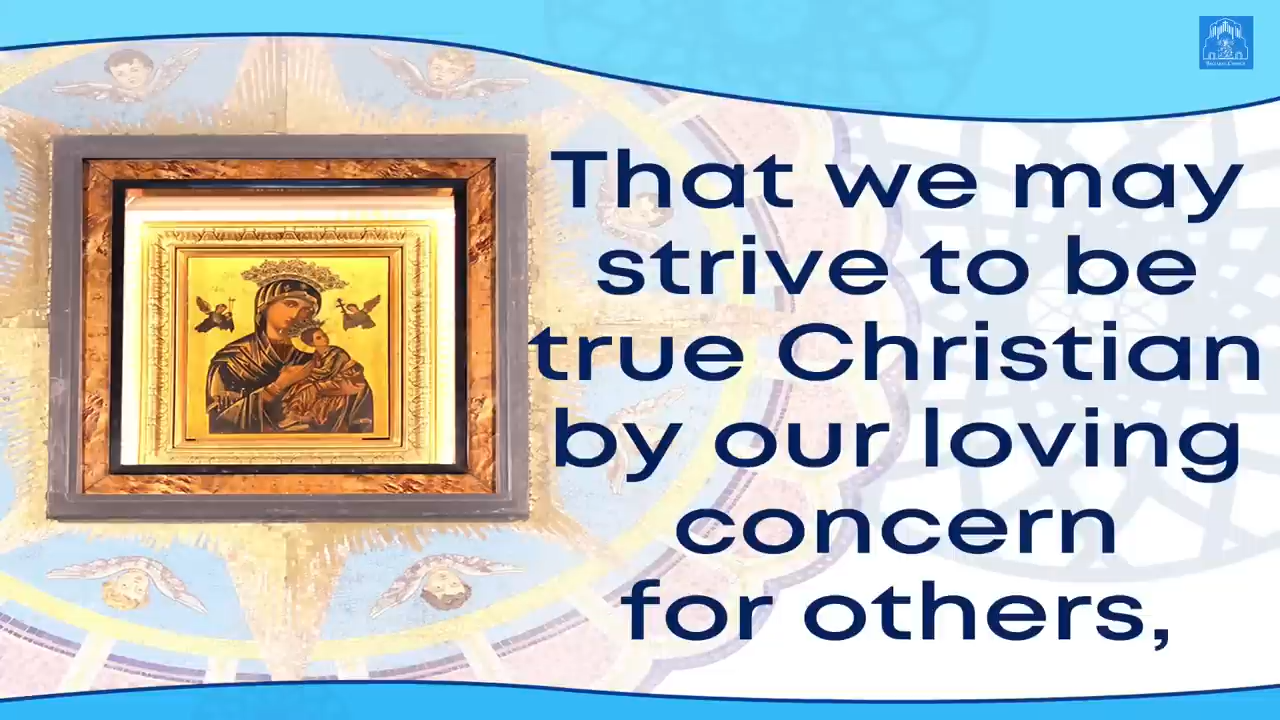 That we may
strive to be
true Christian
by our loving
concern
for others,